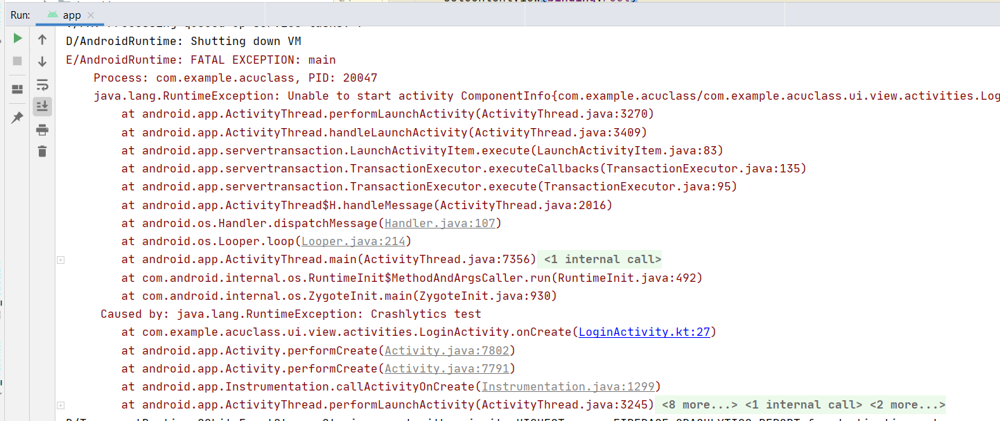 Run: app
D/AndroidRuntime: Shutting down VM
E/AndroidRuntime: FATAL EXCEPTION: main
Process: com.example.acuclass, PID: 20047
java.lang.RuntimeException: Unable to start activity ComponentInfo{com.example.acuclass/com.example.acuclass.ui.view.activities.Log
at android.app.ActivityThread.performLaunchActivity(ActivityThread.java:3270)
at android.app.ActivityThread.handleLaunchActivity(ActivityThread.java:3409)
at android.app.servertransaction.LaunchActivityItem.execute(LaunchActivityItem.java:83)
at android.app.servertransaction.TransactionExecutor.executeCallbacks(TransactionExecutor.java:135)
at android.app.servertransaction.TransactionExecutor.execute(TransactionExecutor.java:95)
at android.app.ActivityThread$H.handleMessage(ActivityThread.java:2016)
at android.os.Handler.dispatchMessage(Handler.java:107)
at android.os.Looper.loop(Looper.java:214)
at android.app.ActivityThread.main(ActivityThread.java:7356) <1 internal call>
at com.android.internal.os.RuntimeInit$MethodAndArgsCaller.run(RuntimeInit.java:492)
at com.android.internal.os.ZygoteInit.main(ZygoteInit.java:930)
Caused by: java.lang.RuntimeException: Crashlytics test
at com.example.acuclass.ui.view.activities.LoginActivity.onCreate(LoginActivity.kt:27)
at android.app.Activity.performCreate(Activity.java:7802)
at android.app.Activity.performCreate(Activity.java:7791)
at android.app.Instrumentation.callActivityOnCreate(Instrumentation.java:1299)
at android.app.ActivityThread.performLaunchActivity(ActivityThread.java:3245) <8 more...> <1 internal call> <2 more...>